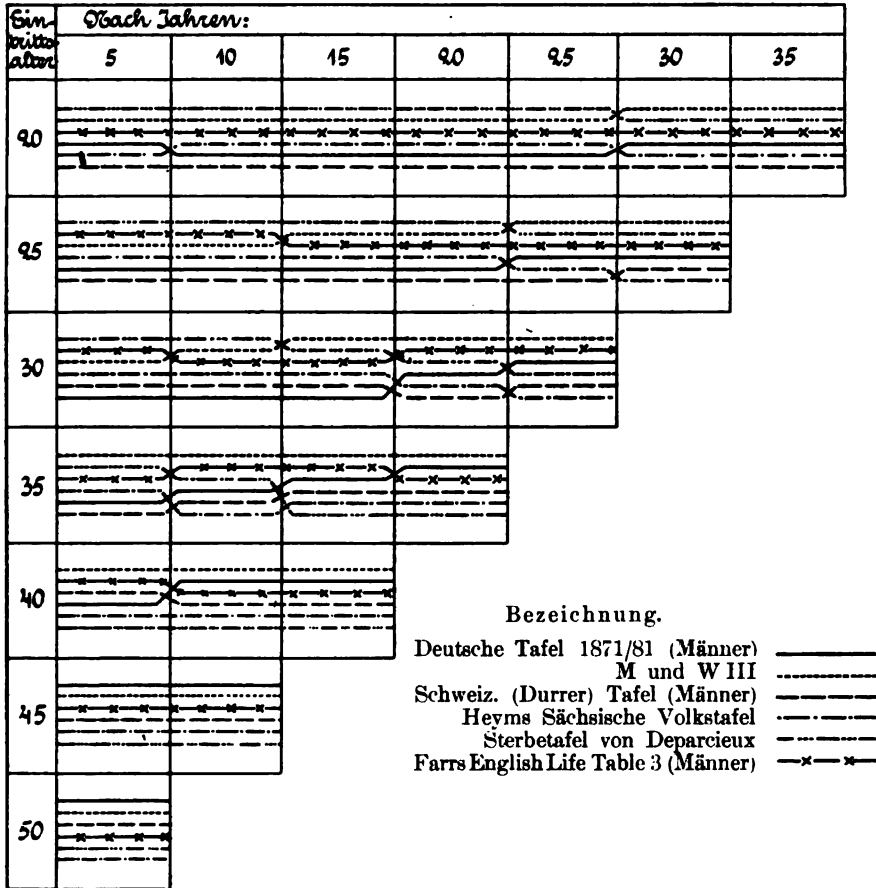 Ein-
tritts-
alter
Nach Jahren:
5 10 15 20 25 30 35
20
25
30
35
40
45
50
Bezeichnung.
Deutsche Tafel 1871/81 (Männer)
M und W III
Schweiz. (Durrer) Tafel (Männer)
Heyms Sächsische Volkstafel
Sterbetafel von Deparcieux
Farrs English Life Table 3 (Männer)